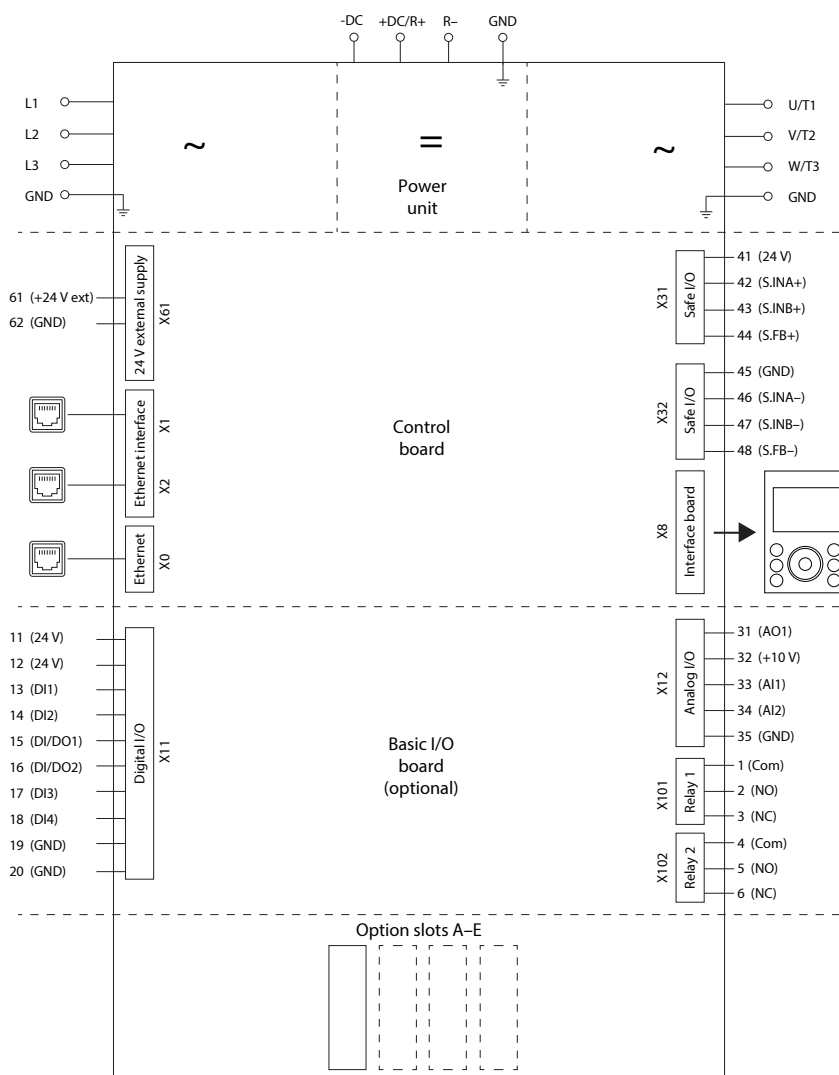 -DC +DC/R+ R– GND
L1
L2
L3
GND
~
=
~
Power
unit
U/T1
V/T2
W/T3
GND
61 (+24 V ext)
62 (GND)
24 V external supply
X61
Ethernet interface
X1
X2
Ethernet
X0
Control
board
X31
Safe I/O
41 (24 V)
42 (S.INA+)
43 (S.INB+)
44 (S.FB+)
X32
Safe I/O
45 (GND)
46 (S.INA–)
47 (S.INB–)
48 (S.FB–)
X8
Interface board
11 (24 V)
12 (24 V)
13 (DI1)
14 (DI2)
15 (DI/DO1)
16 (DI/DO2)
17 (DI3)
18 (DI4)
19 (GND)
20 (GND)
Digital I/O
X11
Basic I/O
board
(optional)
X12
Analog I/O
31 (AO1)
32 (+10 V)
33 (AI1)
34 (AI2)
35 (GND)
X101
Relay 1
1 (Com)
2 (NO)
3 (NC)
X102
Relay 2
4 (Com)
5 (NO)
6 (NC)
Option slots A–E